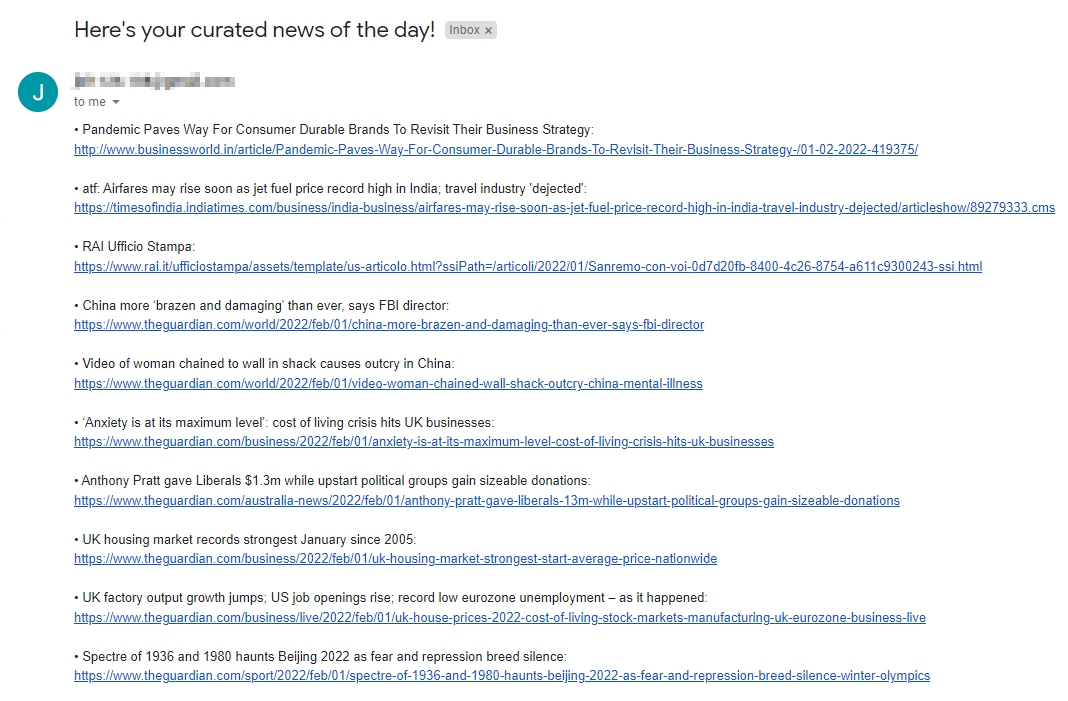 Here's your curated news of the day! Inbox ×
J
to me
• Pandemic Paves Way For Consumer Durable Brands To Revisit Their Business Strategy:
http://www.businessworld.in/article/Pandemic-Paves-Way-For-Consumer-Durable-Brands-To-Revisit-Their-Business-Strategy-/01-02-2022-419375/
• atf: Airfares may rise soon as jet fuel price record high in India; travel industry 'dejected':
https://timesofindia.indiatimes.com/business/india-business/airfares-may-rise-soon-as-jet-fuel-price-record-high-in-india-travel-industry-dejected/articleshow/89279333.cms
• RAI Ufficio Stampa:
https://www.rai.it/ufficiostampa/assets/template/us-articolo.html?ssiPath=/articoli/2022/01/Sanremo-con-voi-0d7d20fb-8400-4c26-8754-a611c9300243-ssi.html
• China more ‘brazen and damaging’ than ever, says FBI director:
https://www.theguardian.com/world/2022/feb/01/china-more-brazen-and-damaging-than-ever-says-fbi-director
• Video of woman chained to wall in shack causes outcry in China:
https://www.theguardian.com/world/2022/feb/01/video-woman-chained-wall-shack-outcry-china-mental-illness
• ‘Anxiety is at its maximum level’: cost of living crisis hits UK businesses:
https://www.theguardian.com/business/2022/feb/01/anxiety-is-at-its-maximum-level-cost-of-living-crisis-hits-uk-businesses
• Anthony Pratt gave Liberals $1.3m while upstart political groups gain sizeable donations:
https://www.theguardian.com/australia-news/2022/feb/01/anthony-pratt-gave-liberals-13m-while-upstart-political-groups-gain-sizeable-donations
• UK housing market records strongest January since 2005:
https://www.theguardian.com/business/2022/feb/01/uk-housing-market-strongest-start-average-price-nationwide
• UK factory output growth jumps; US job openings rise; record low eurozone unemployment – as it happened:
https://www.theguardian.com/business/live/2022/feb/01/uk-house-prices-2022-cost-of-living-stock-markets-manufacturing-uk-eurozone-business-live
• Spectre of 1936 and 1980 haunts Beijing 2022 as fear and repression breed silence:
https://www.theguardian.com/sport/2022/feb/01/spectre-of-1936-and-1980-haunts-beijing-2022-as-fear-and-repression-breed-silence-winter-olympics